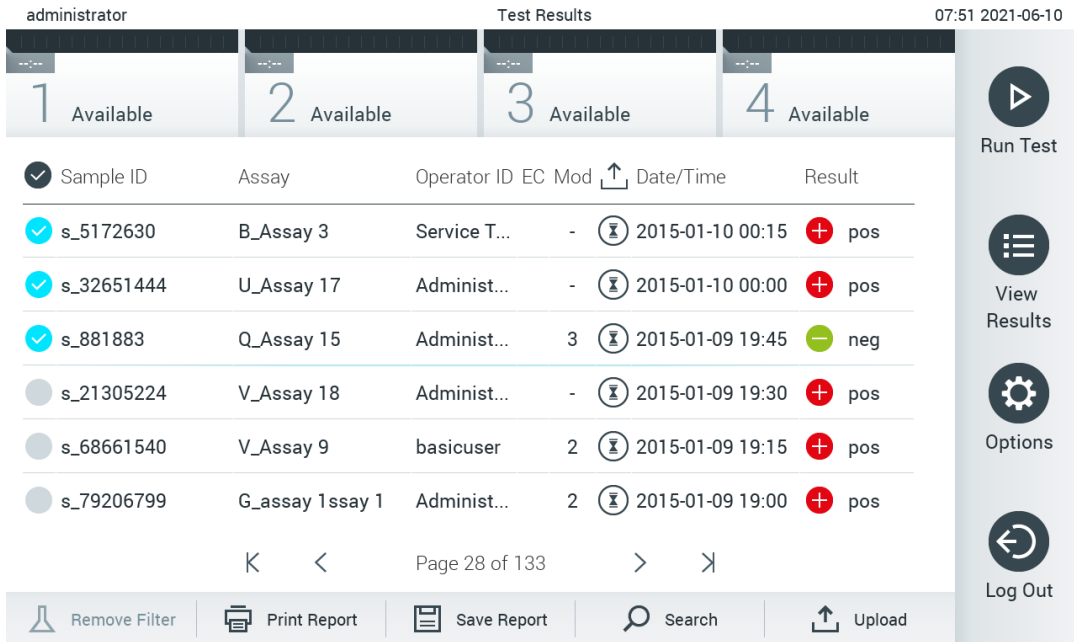 administrator Test Results 07:51 2021-06-10
--:-- --:-- --:-- --:--
1 Available 2 Available 3 Available 4 Available
Run Test
Sample ID Assay Operator ID EC Mod Date/Time Result
s_5172630 B_Assay 3 Service T... - 2015-01-10 00:15 pos
s_32651444 U_Assay 17 Administ... - 2015-01-10 00:00 pos
View
Results
s_881883 Q_Assay 15 Administ... 3 2015-01-09 19:45 neg
s_21305224 V_Assay 18 Administ... - 2015-01-09 19:30 pos
Options
s_68661540 V_Assay 9 basicuser 2 2015-01-09 19:15 pos
s_79206799 G_assay 1ssay 1 Administ... 2 2015-01-09 19:00 pos
Page 28 of 133
Log Out
Remove Filter Print Report Save Report Search Upload